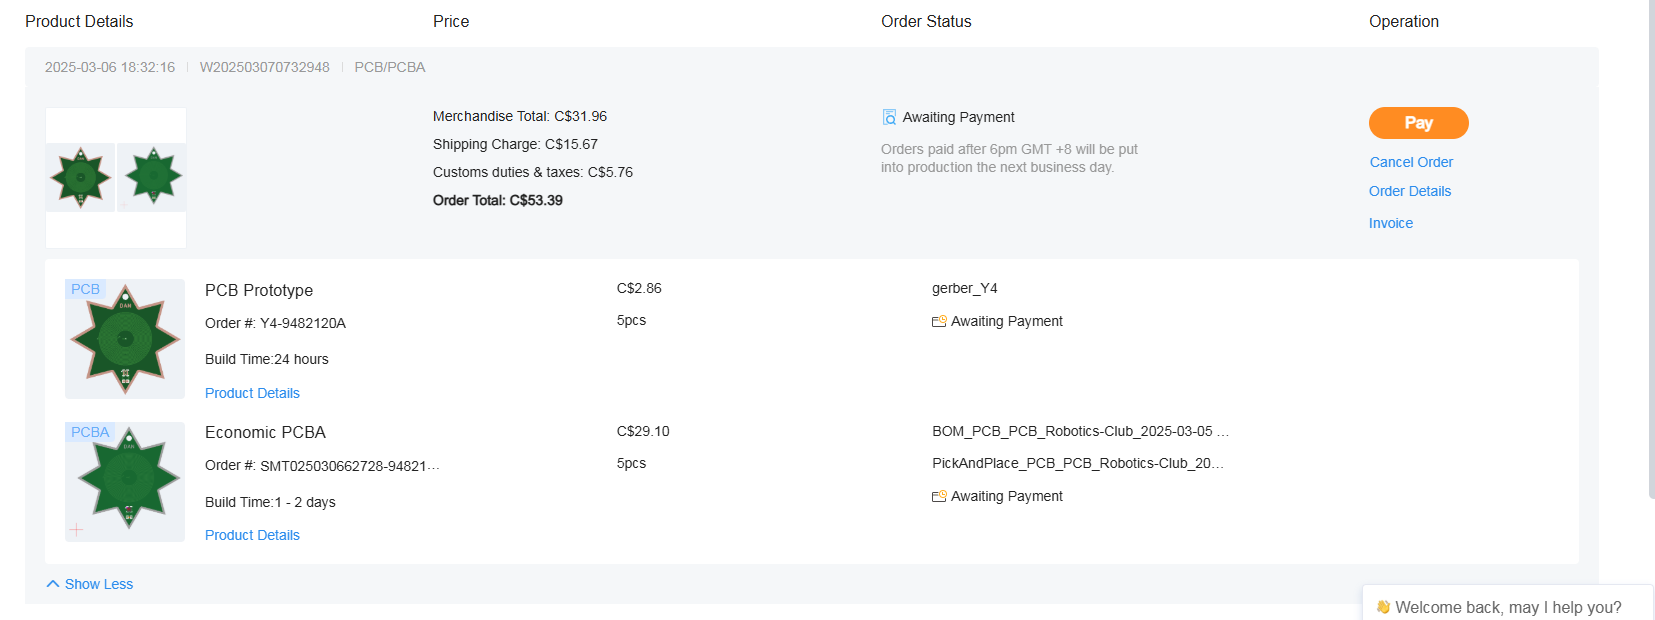 Product Details Price Order Status Operation
2025-03-06 18:32:16 W202503070732948 PCB/PCBA
Merchandise Total: C$31.96
Shipping Charge: C$15.67
Customs duties & taxes: C$5.76
Order Total: C$53.39
Awaiting Payment
Orders paid after 6pm GMT +8 will be put
into production the next business day.
Pay
Cancel Order
Order Details
Invoice
PCB
DAN
PCB Prototype
Order #: Y4-9482120A
Build Time:24 hours
Product Details
C$2.86
5pcs
gerber_Y4
Awaiting Payment
PCBA
DAN
Economic PCBA
Order #: SMT025030662728-94821...
Build Time:1 - 2 days
Product Details
C$29.10
5pcs
BOM_PCB_PCB_Robotics-Club_2025-03-05 ...
PickAndPlace_PCB_PCB_Robotics-Club_20...
Awaiting Payment
Show Less
👋 Welcome back, may I help you?